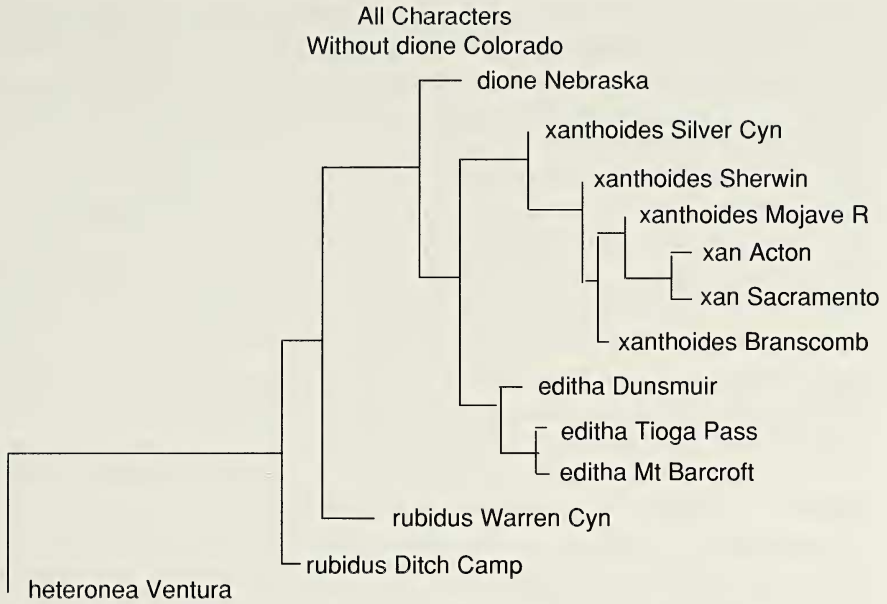 All Characters
Without dione Colorado
dione Nebraska
xanthoides Silver Cyn
xanthoides Sherwin
xanthoides Mojave R
xan Acton
xan Sacramento
xanthoides Branscomb
editha Dunsmuir
editha Tioga Pass
editha Mt Barcroft
rubidus Warren Cyn
rubidus Ditch Camp
heteronea Ventura